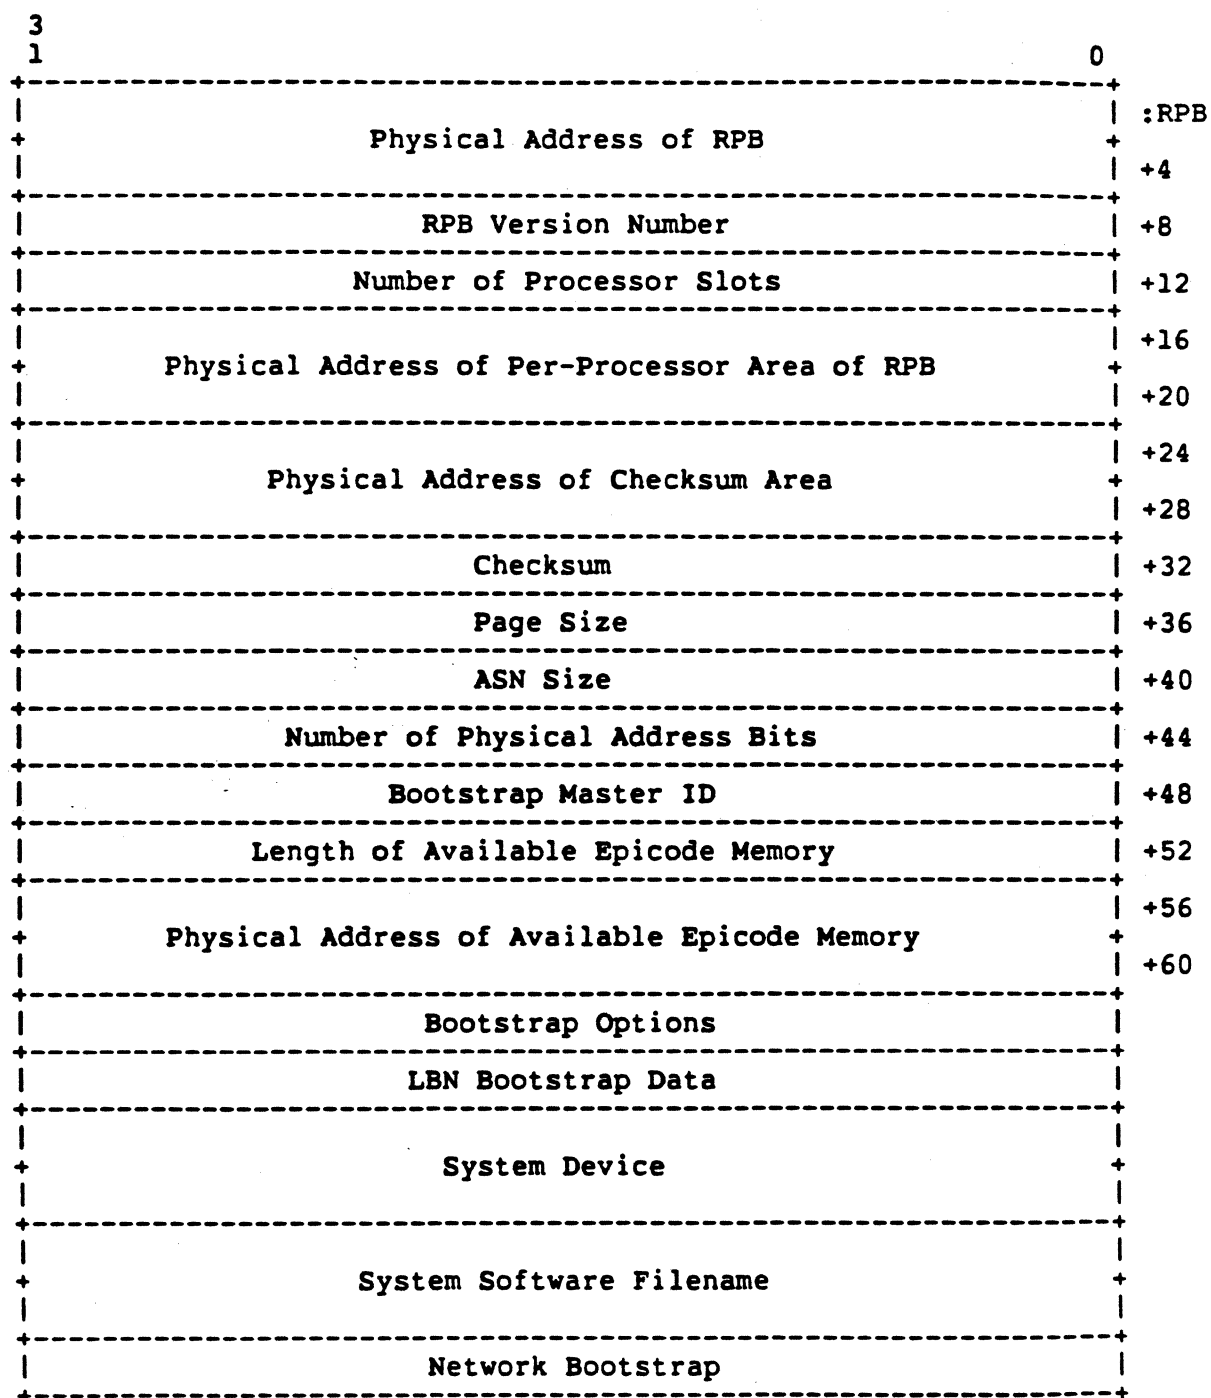 3
1 0
:RPB
Physical Address of RPB
+4
RPB Version Number +8
Number of Processor Slots +12
+16
Physical Address of Per-Processor Area of RPB
+20
+24
Physical Address of Checksum Area
+28
Checksum +32
Page Size +36
ASN Size +40
Number of Physical Address Bits +44
Bootstrap Master ID +48
Length of Available Epicode Memory +52
+56
Physical Address of Available Epicode Memory
+60
Bootstrap Options
LBN Bootstrap Data
System Device
System Software Filename
Network Bootstrap